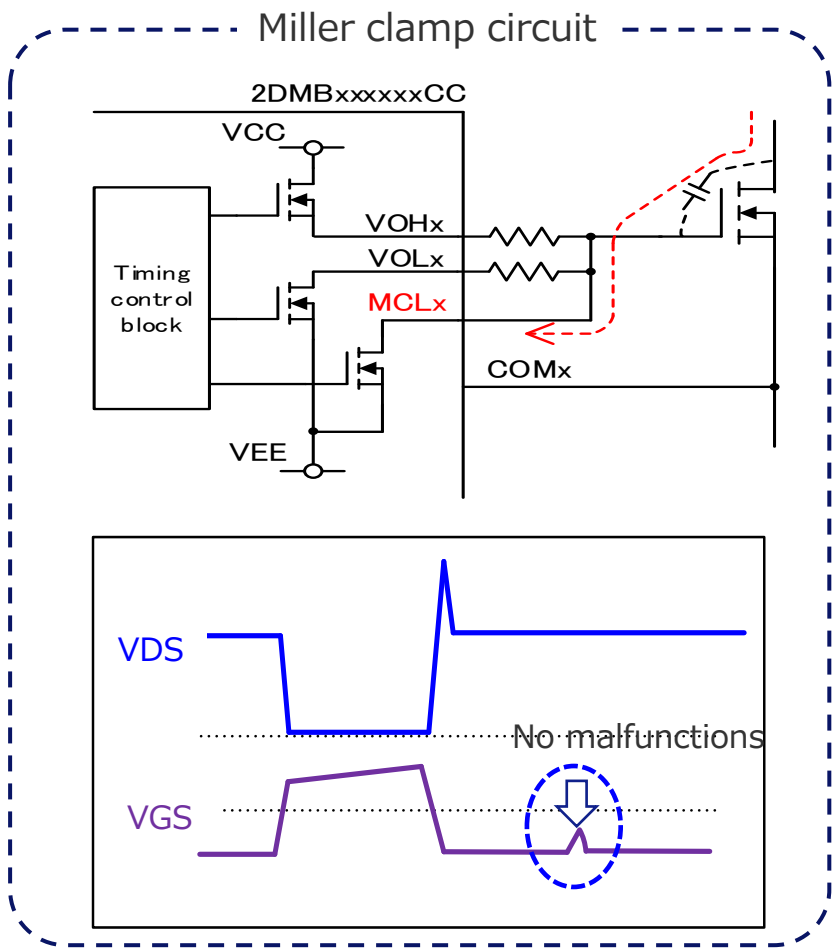 Miller clamp circuit
2DMBxxxxxxCC
VCC
VOHx
VOLx
Timing
control
block
MCLx
COMx
VEE
VDS
No malfunctions
VGS